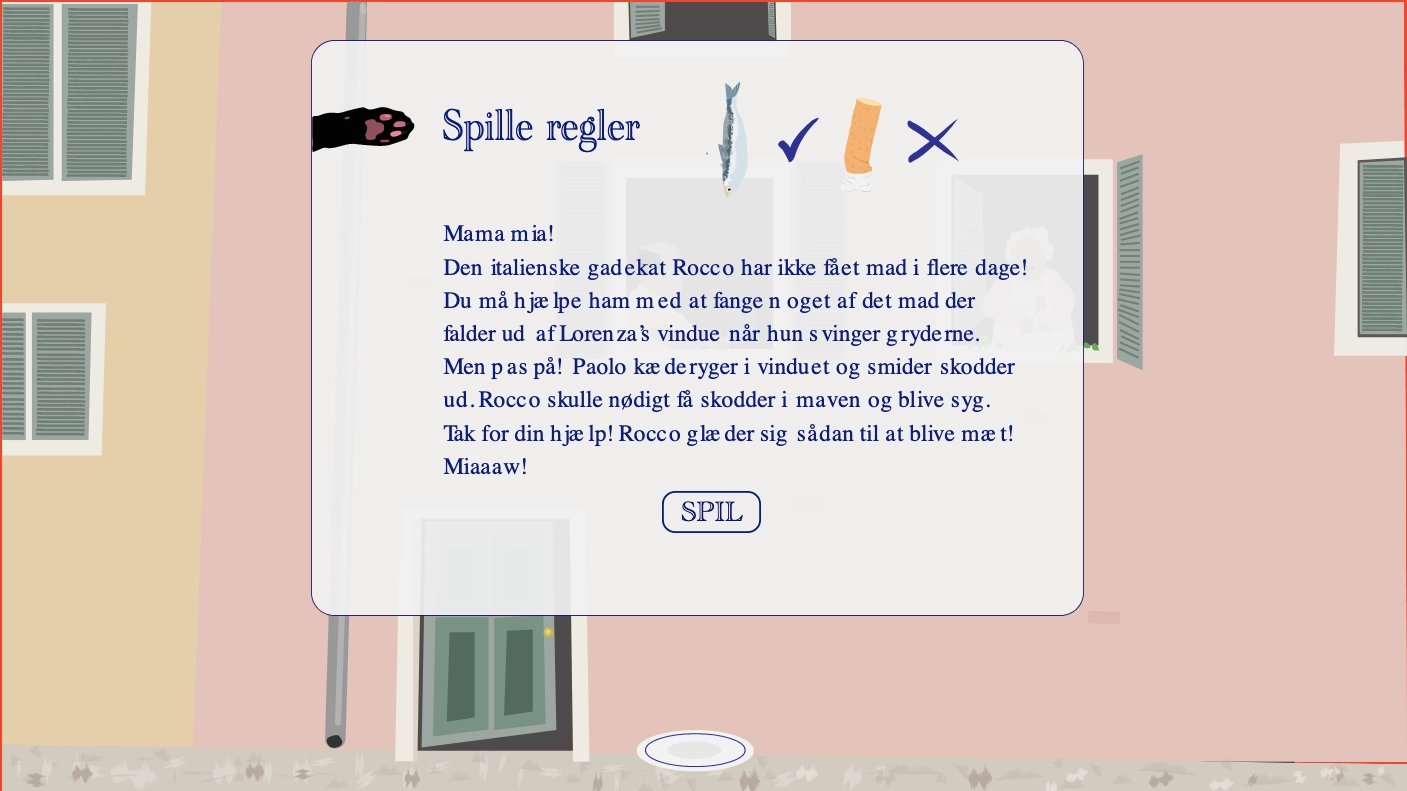 Spille regler
Mama mia!
Den italienske gadekat Rocco har ikke fået mad i flere dage!
Du må hjælpe ham med at fange noget af det mad der
falder ud af Lorenza's vindue når hun svinger gryderne.
Men pas på! Paolo kæderyger i vinduet og smider skodder
ud. Rocco skulle nødigt få skodder i maven og blive syg.
Tak for din hjælp! Rocco glæder sig sådan til at blive mæt!
Miaaaw!
SPIL